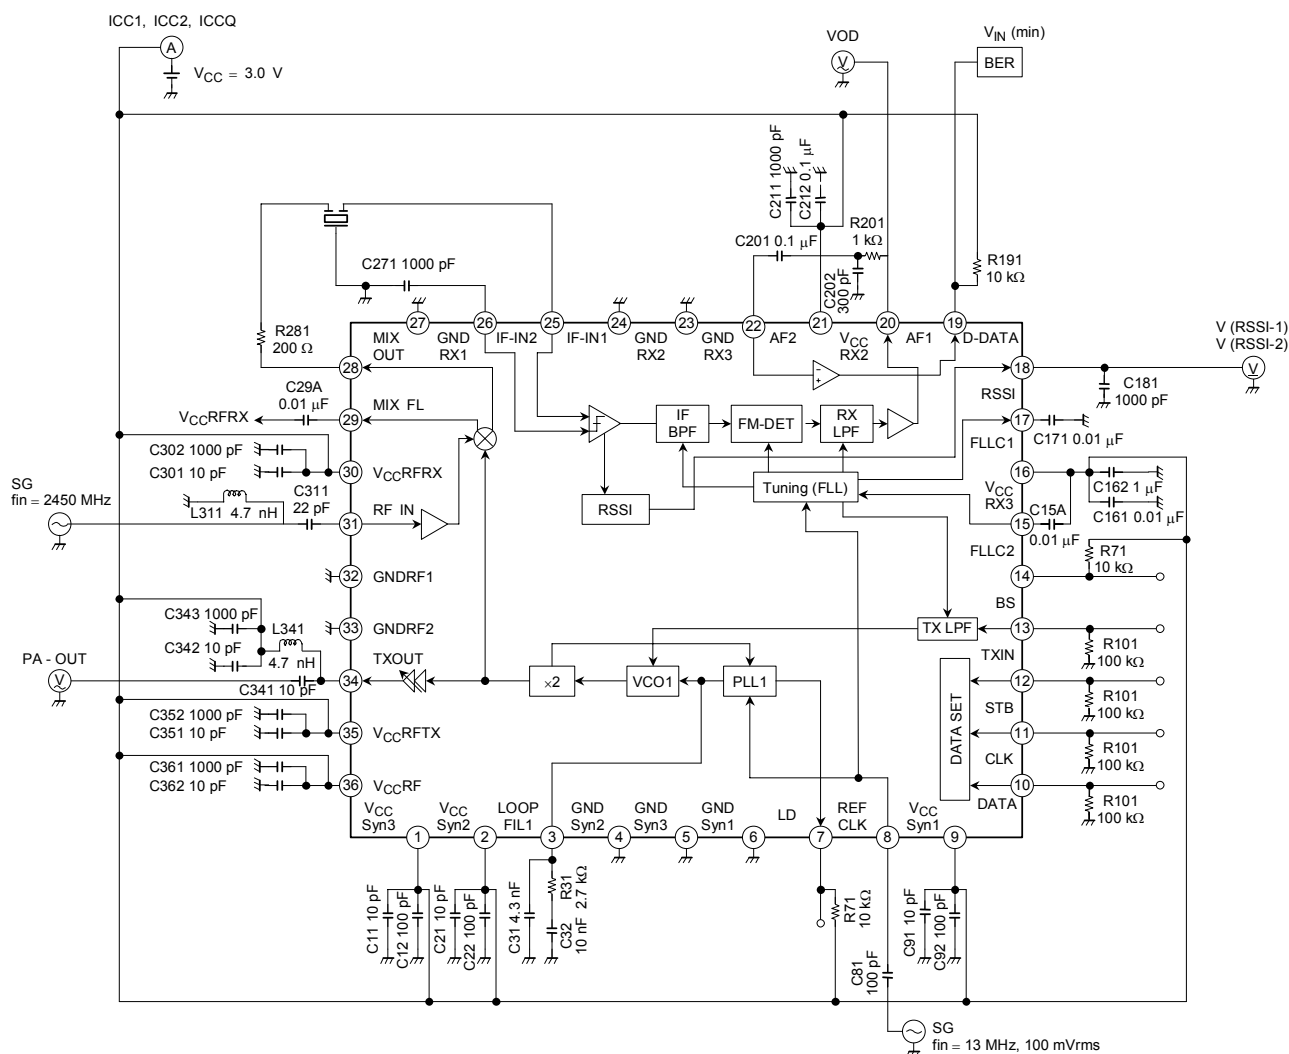 ICC1, ICC2, ICCQ
A
VCC = 3.0 V
VOD
V
VIN (min)
BER
C211 1000 pF
C212 0.1 μF
R201
1 kΩ
C201 0.1 μF
C202
300 pF
R191
10 kΩ
C271 1000 pF
R281
200 Ω
27
26
25
24
23
22
21
20
19
MIX
OUT
GND
RX1
IF-IN2
IF-IN1
GND
RX2
GND
RX3
AF2
VCC
RX2
AF1
D-DATA
V (RSSI-1)
V (RSSI-2)
V
28
18
RSSI
C181
1000 pF
C29A
0.01 μF
VCCRFRX
29
MIX FL
IF
BPF
FM-DET
RX
LPF
17
FLLC1
C171 0.01 μF
C302 1000 pF
C301 10 pF
30
VCCRFRX
Tuning (FLL)
16
VCC
RX3
C162 1 μF
C161 0.01 μF
SG
fin = 2450 MHz
L311 4.7 nH
C311
22 pF
31
RF IN
RSSI
15
C15A
0.01 μF
FLLC2
R71
10 kΩ
32
GNDRF1
14
BS
C343 1000 pF
L341
4.7 nH
C342 10 pF
33
GNDRF2
TX LPF
13
TXIN
R101
100 kΩ
PA - OUT
V
C341 10 pF
34
TXOUT
×2
VCO1
PLL1
DATA SET
12
STB
R101
100 kΩ
C352 1000 pF
C351 10 pF
35
VCCRFTX
11
CLK
R101
100 kΩ
C361 1000 pF
C362 10 pF
36
VCCRF
10
DATA
R101
100 kΩ
VCC
Syn3
VCC
Syn2
LOOP
FIL1
GND
Syn2
GND
Syn3
GND
Syn1
LD
REF
CLK
VCC
Syn1
1
2
3
4
5
6
7
8
9
C11 10 pF
C12 100 pF
C21 10 pF
C22 100 pF
C31 4.3 nF
R31
2.7 kΩ
C32
10 nF
R71
10 kΩ
C81
100 pF
C91 10 pF
C92 100 pF
SG
fin = 13 MHz, 100 mVrms